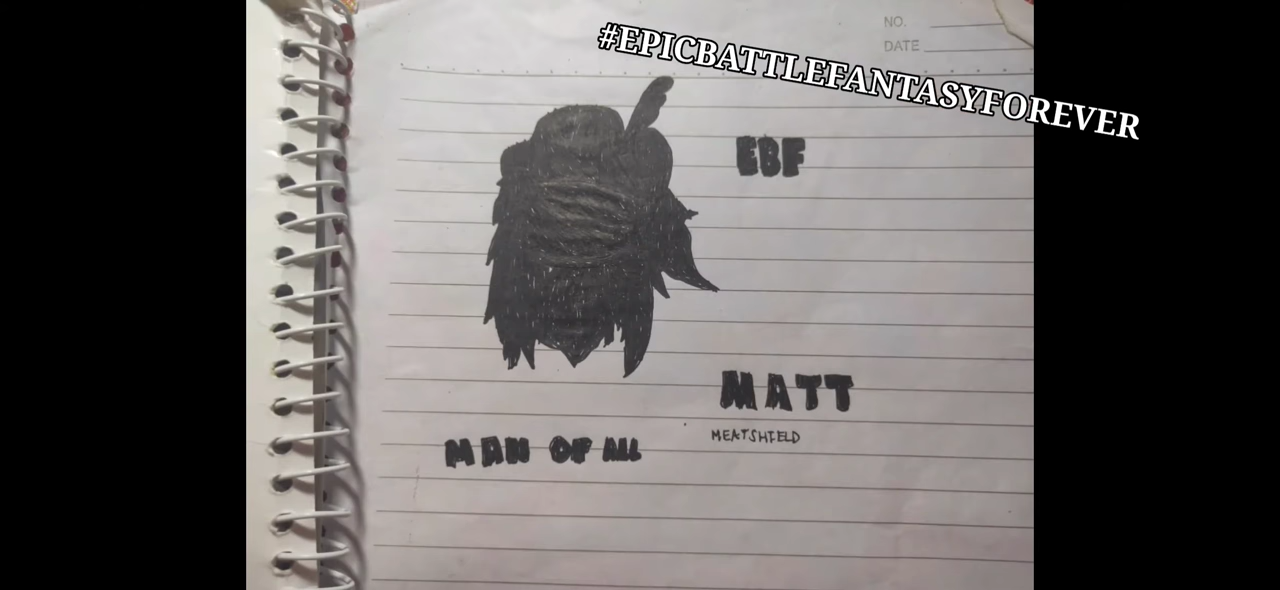 #EPICBATTLEFANTASYFOREVER
NO.
DATE
EBF
MATT
MEATSHIELD
MAN OF ALL